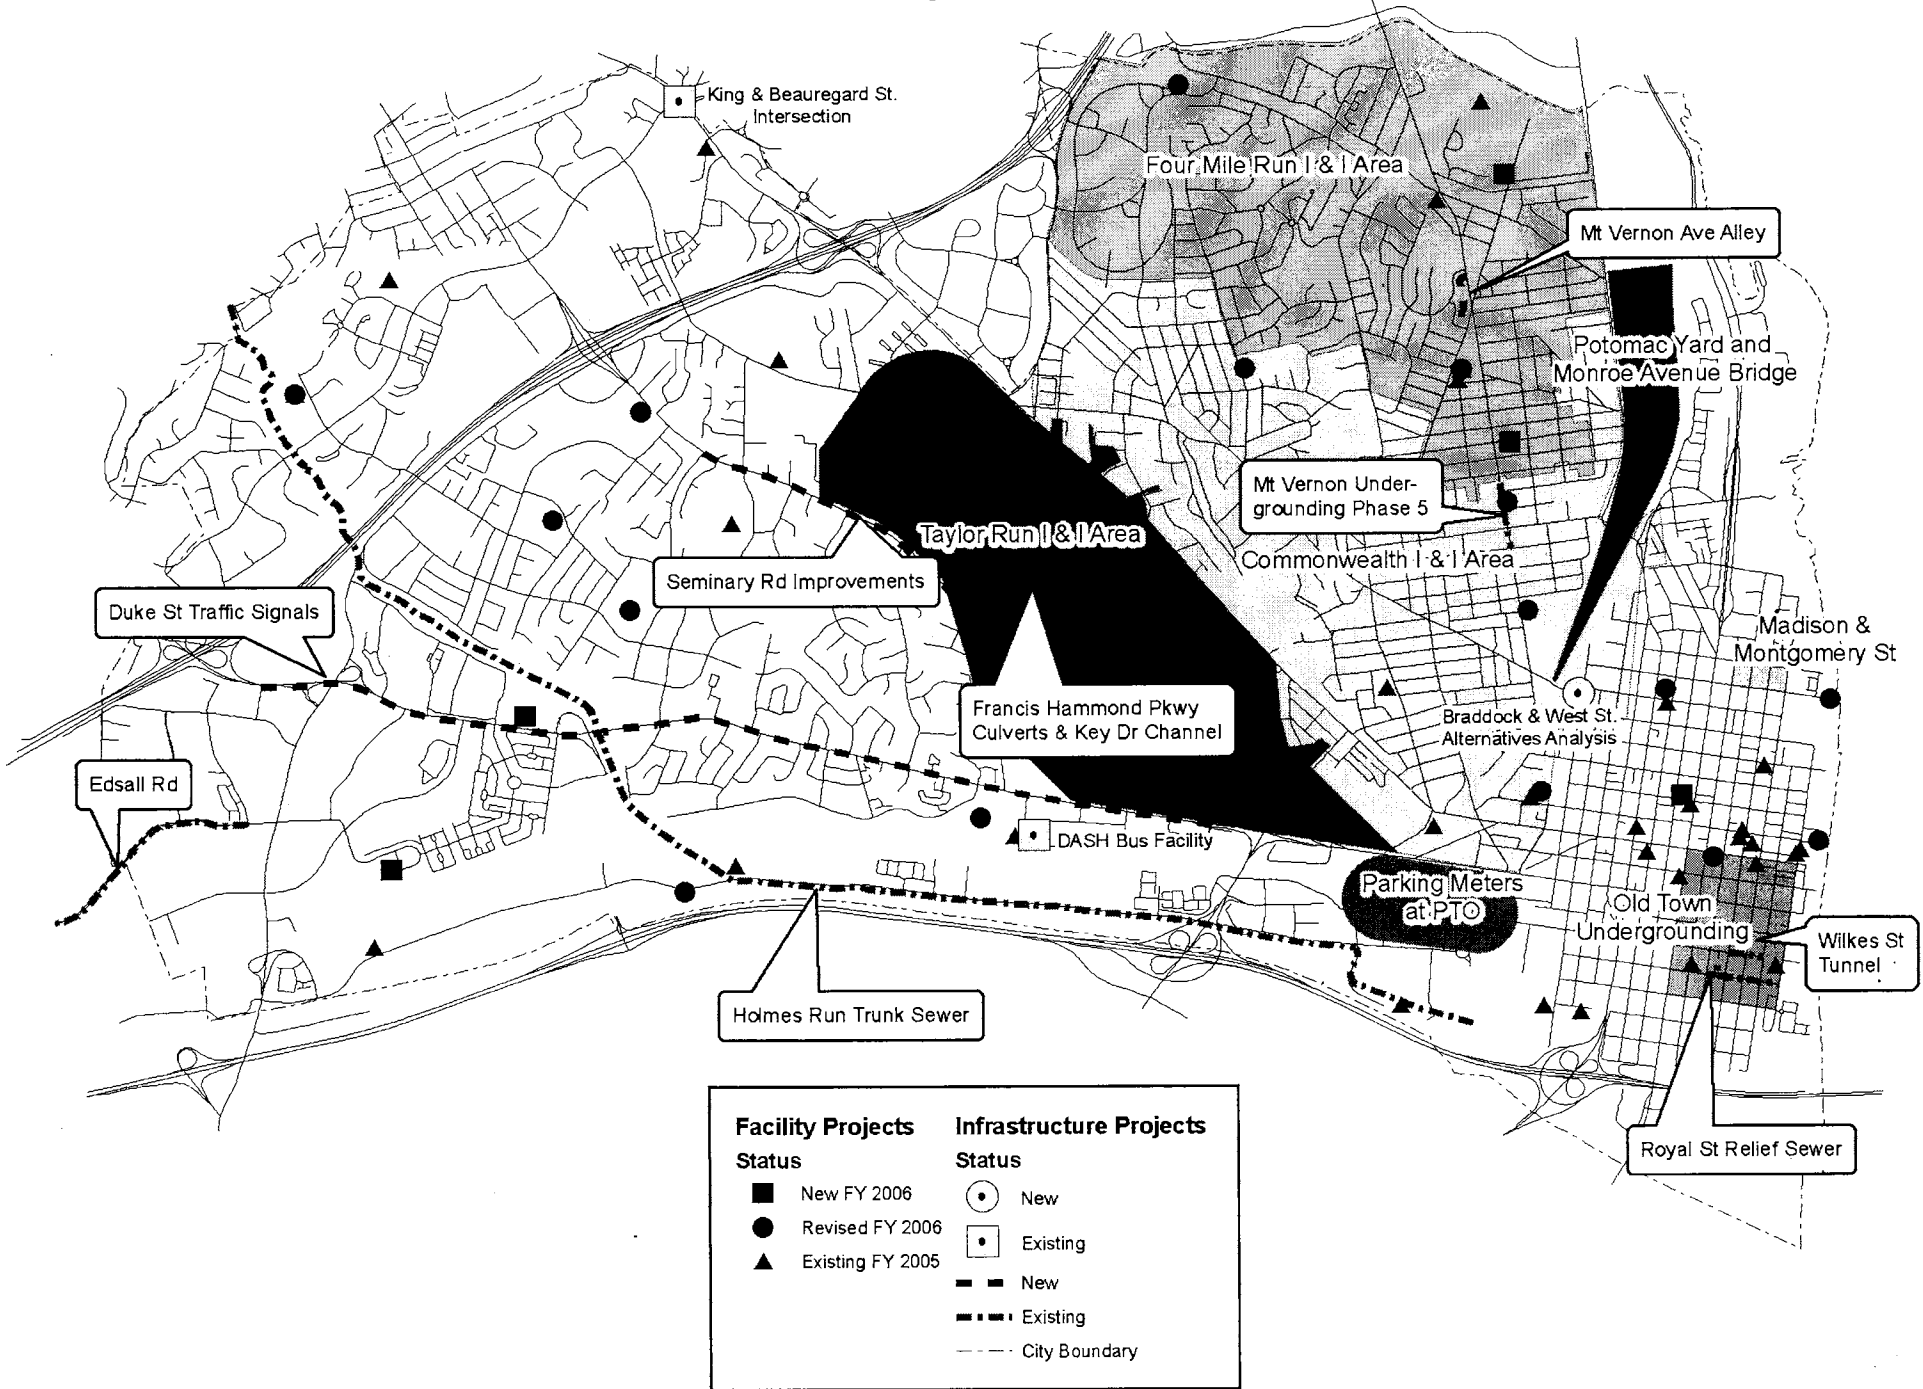 King & Beauregard St.
Intersection
Four Mile Run I & I Area
Mt Vernon Ave Alley
Potomac Yard and
Monroe Avenue Bridge
Mt Vernon Under-
grounding Phase 5
Taylor Run I & I Area
Commonwealth I & I Area
Seminary Rd Improvements
Duke St Traffic Signals
Madison &
Montgomery St
Francis Hammond Pkwy
Culverts & Key Dr Channel
Braddock & West St.
Alternatives Analysis
Edsall Rd
DASH Bus Facility
Parking Meters
at PTO
Old Town
Undergrounding
Wilkes St
Tunnel
Holmes Run Trunk Sewer
Royal St Relief Sewer
Facility Projects
Status
New FY 2006
Revised FY 2006
Existing FY 2005
Infrastructure Projects
Status
New
Existing
New
Existing
City Boundary